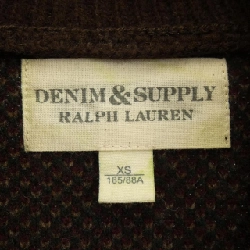 DENIM & SUPPLY
RALPH LAUREN
XS
165/88A